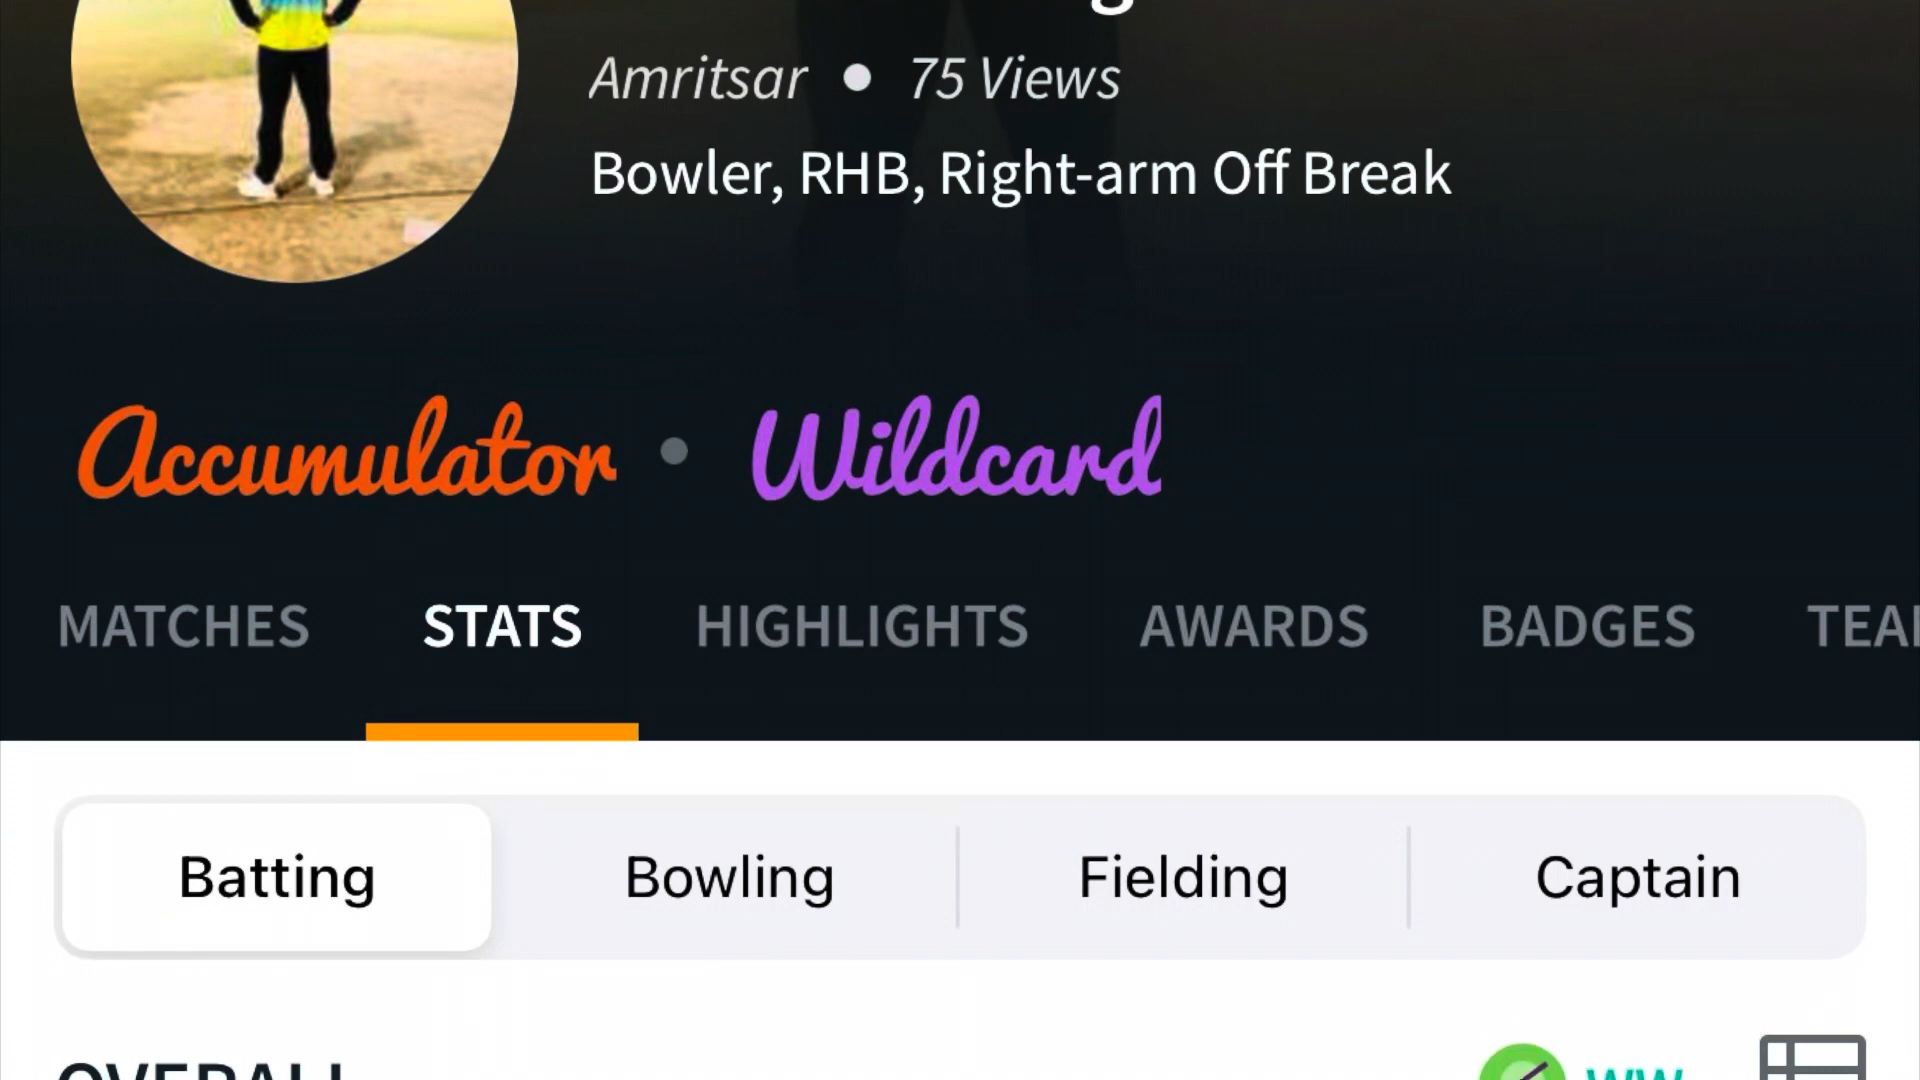 Amritsar • 75 Views
Bowler, RHB, Right-arm Off Break
Accumulator • Wildcard
MATCHES STATS HIGHLIGHTS AWARDS BADGES
Batting Bowling Fielding Captain
OVERALL